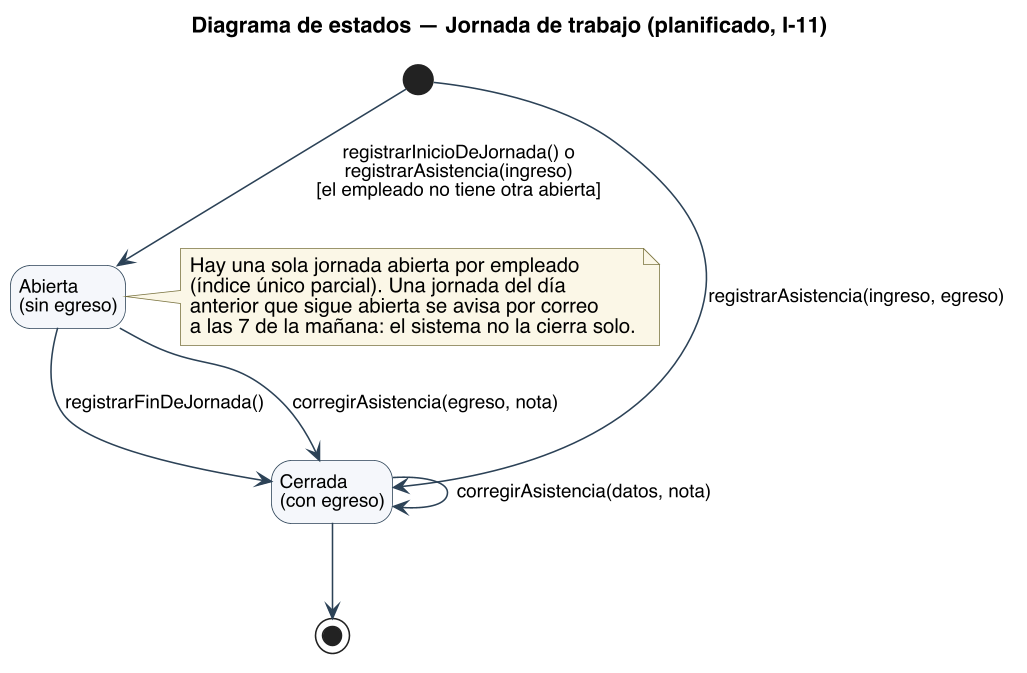 Diagrama de estados — Jornada de trabajo (planificado, I-11)
registrarInicioDeJornada() o
registrarAsistencia(ingreso)
[el empleado no tiene otra abierta]
Abierta
(sin egreso)
Hay una sola jornada abierta por empleado
(índice único parcial). Una jornada del día
anterior que sigue abierta se avisa por correo
a las 7 de la mañana: el sistema no la cierra solo.
registrarAsistencia(ingreso, egreso)
registrarFinDeJornada()
corregirAsistencia(egreso, nota)
Cerrada
(con egreso)
corregirAsistencia(datos, nota)